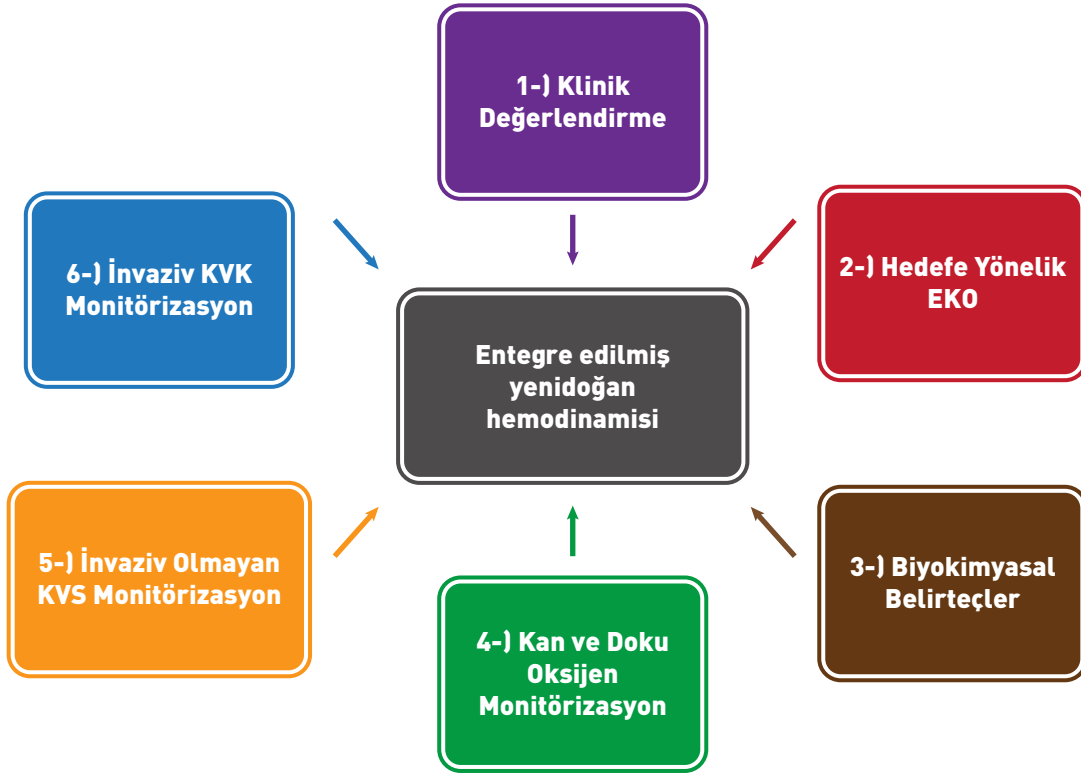 1-) Klinik
Değerlendirme
2-) Hedefe Yönelik
EKO
3-) Biyokimyasal
Belirteçler
4-) Kan ve Doku
Oksijen
Monitörizasyon
5-) İnvaziv Olmayan
KVS Monitörizasyon
6-) İnvaziv KVK
Monitörizasyon
Entegre edilmiş
yenidoğan
hemodinamisi